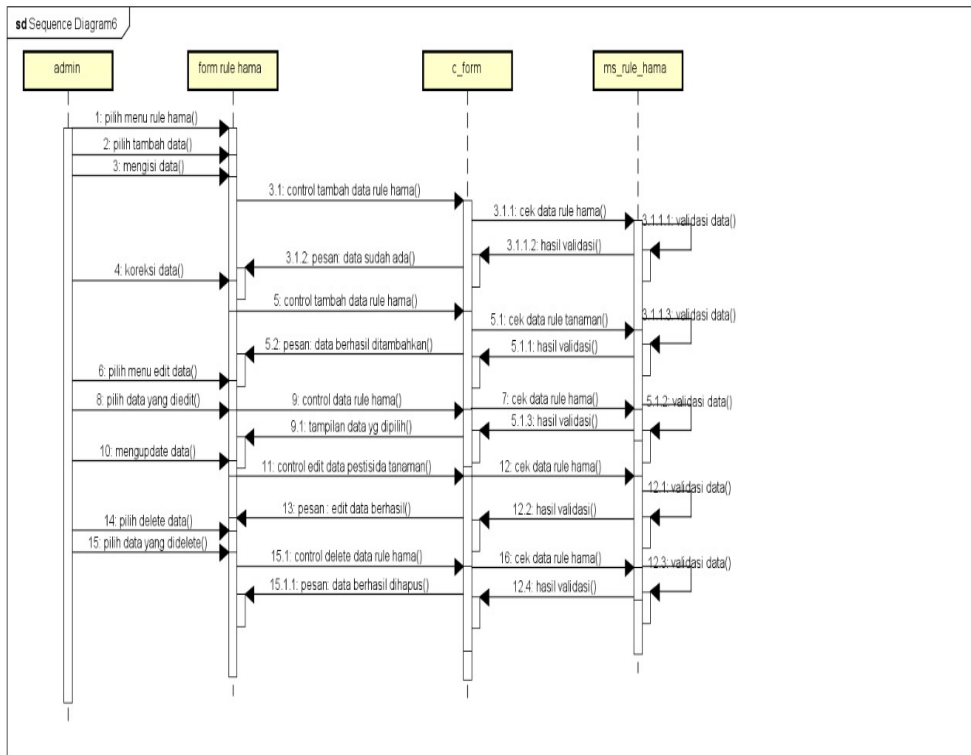 sd Sequence Diagram6
admin
form rule hama
c_form
ms_rule_hama
1: pilih menu rule hama()
2: pilih tambah data()
3: mengisi data()
3.1: control tambah data rule hama()
3.1.1: cek data rule hama()
3.1.1.1: validasi data()
3.1.1.2: hasil validasi()
3.1.2: pesan: data sudah ada()
4: koreksi data()
5: control tambah data rule hama()
5.1: cek data rule tanaman()
3.1.1.3: validasi data()
5.1.1: hasil validasi()
5.2: pesan: data berhasil ditambahkan()
6: pilih menu edit data()
8: pilih data yang diedit()
9: control data rule hama()
7: cek data rule hama()
5.1.2: validasi data()
5.1.3: hasil validasi()
9.1: tampilan data yg dipilih()
10: mengupdate data()
11: control edit data pestisida tanaman()
12: cek data rule hama()
12.1: validasi data()
12.2: hasil validasi()
13: pesan : edit data berhasil()
14: pilih delete data()
15: pilih data yang didelete()
15.1: control delete data rule hama()
16: cek data rule hama()
12.3: validasi data()
12.4: hasil validasi()
15.1.1: pesan: data berhasil dihapus()